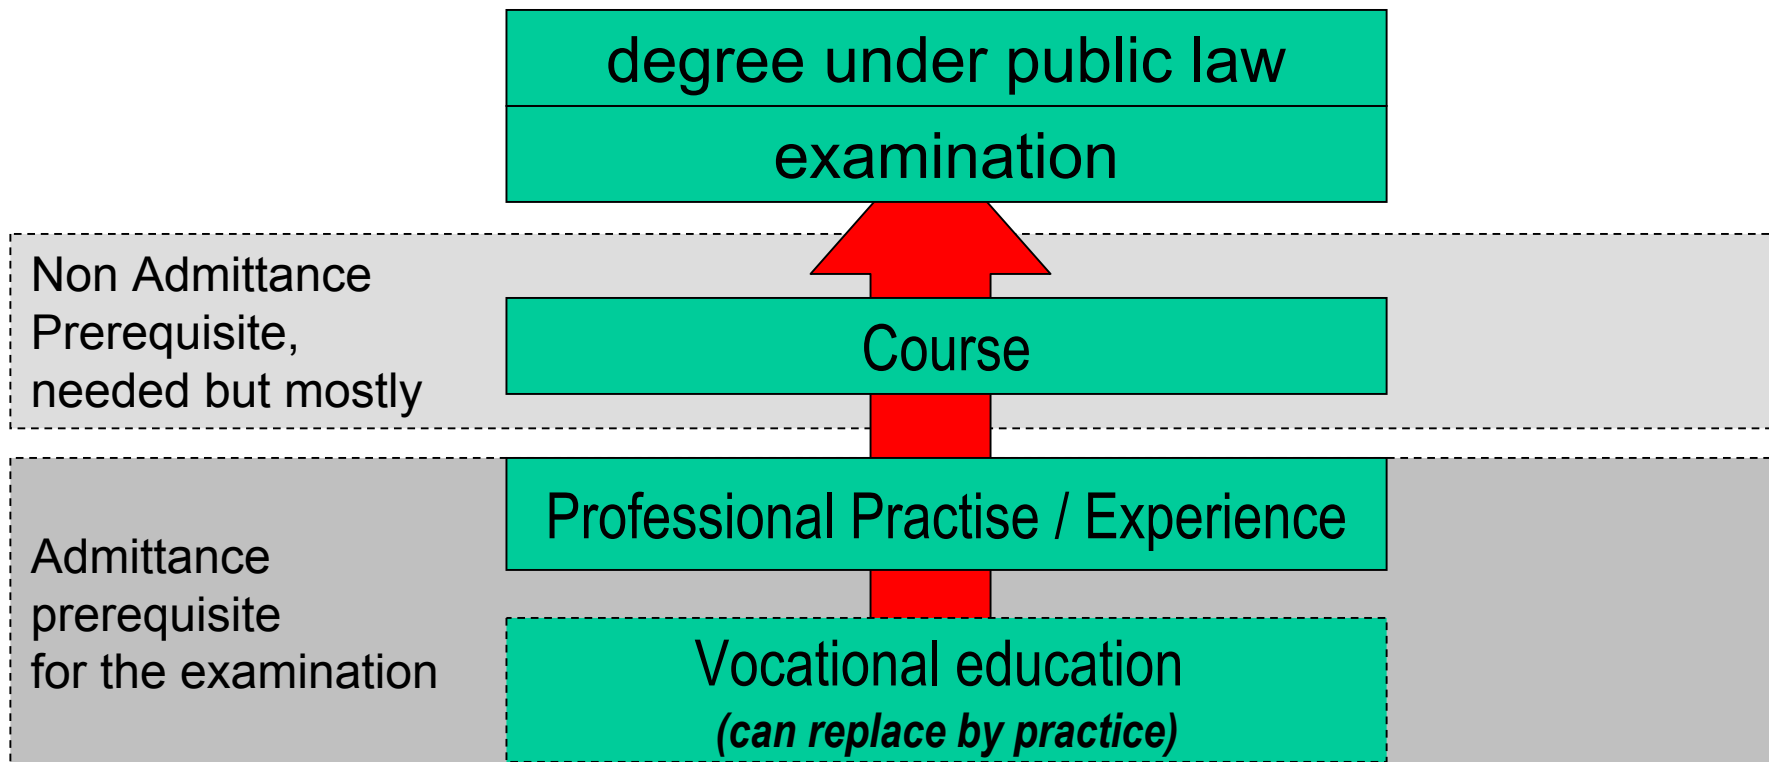 degree under public law
examination
Non Admittance
Prerequisite,
needed but mostly
Course
Professional Practise / Experience
Admittance
prerequisite
for the examination
Vocational education
(can replace by practice)